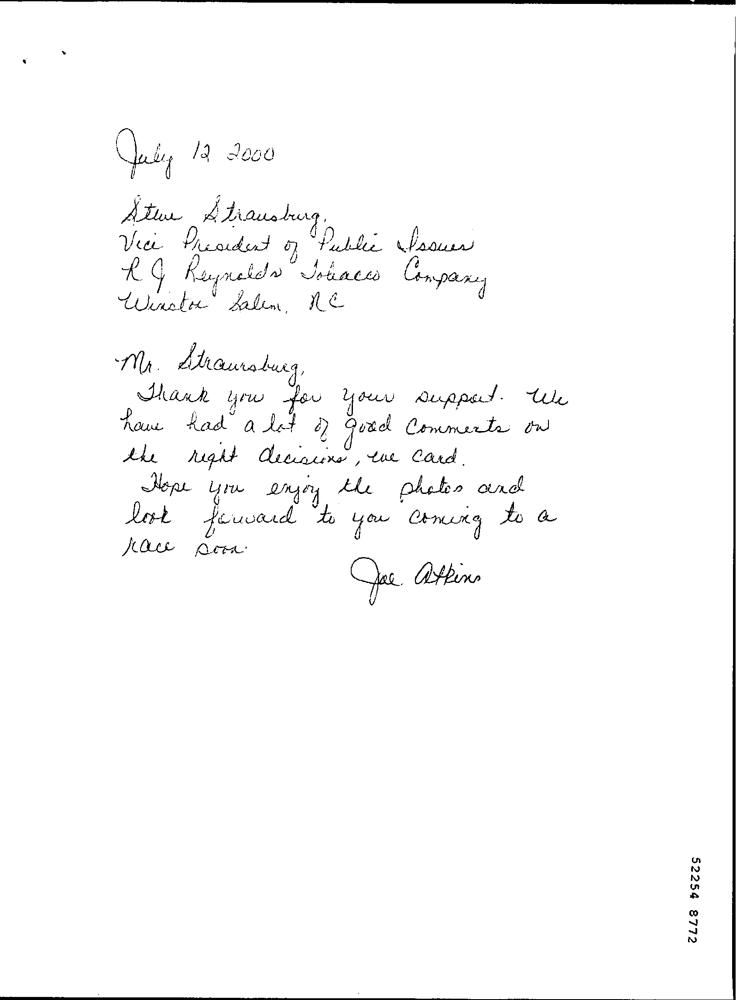 July 12 2000
Steve Strausburg,
Vice President of Public Issues
R J Reynolds Tobacco Company
Winston Salem, NC
Mr. Straursburg,
Thank you for your support. We
have had a lot of good comments on
the right decisions, we card.
Hope you enjoy the photos and
look forward to you coming to a
race soon.
Joe Atkins
52254 8772